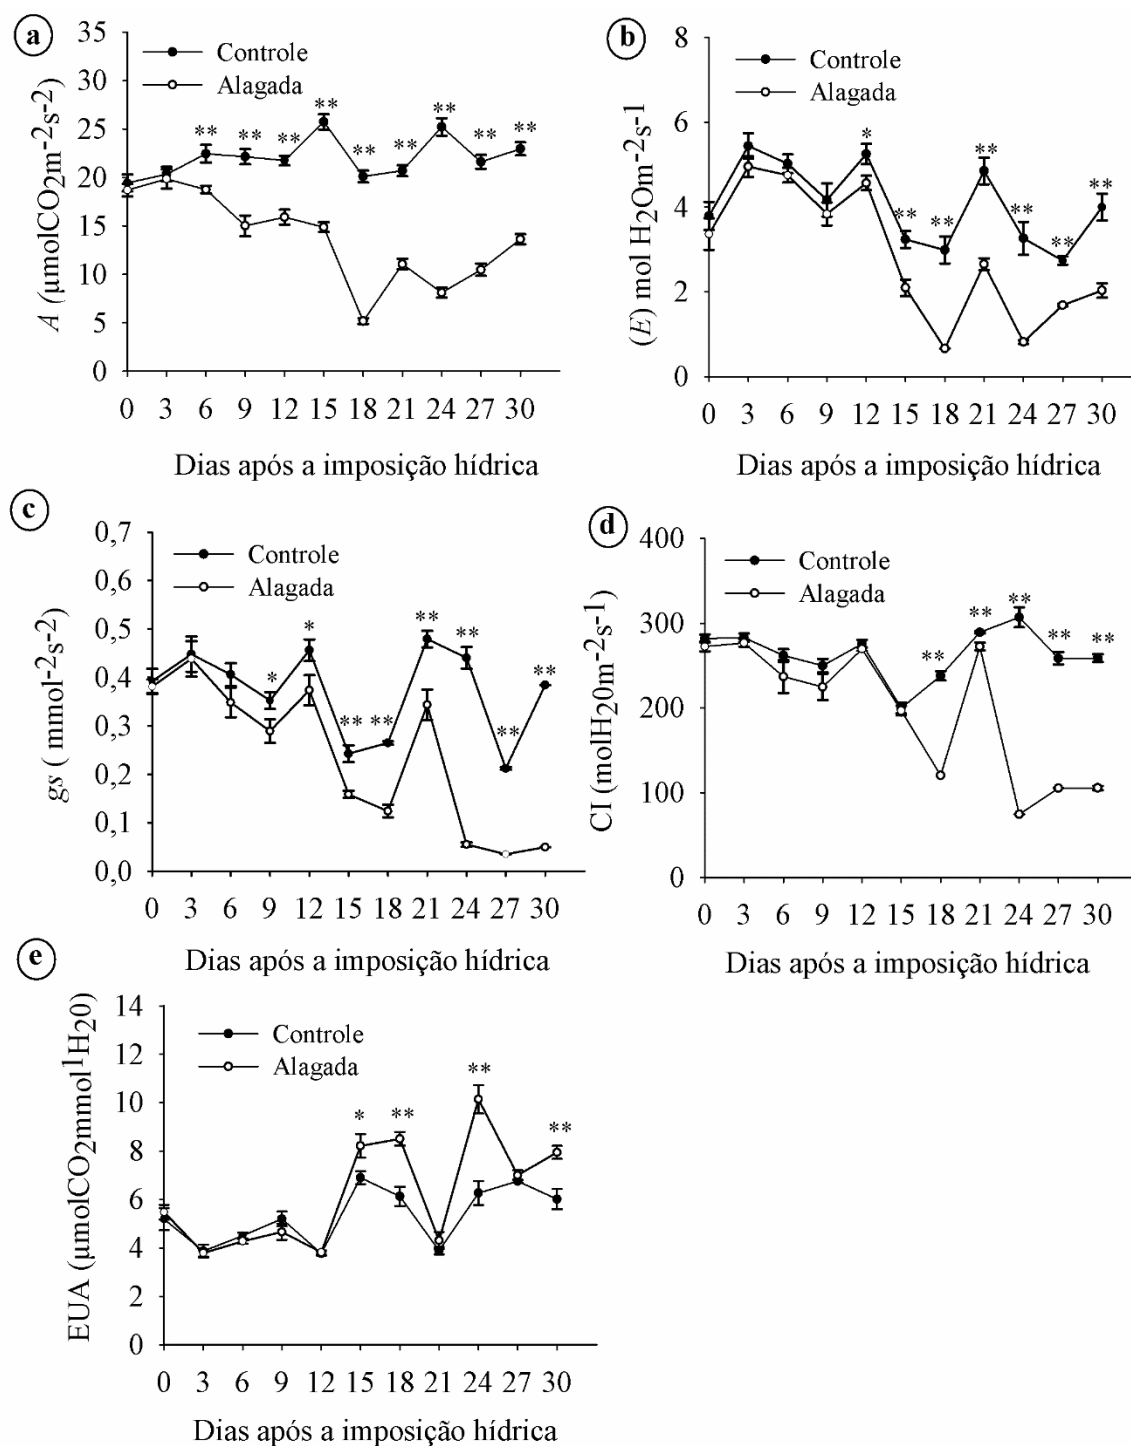 a
Controle
Alagada
**
**
**
**
**
**
**
**
**
35
30
25
20
15
10
5
0
A (µmolCO2m-2s-2)
0 3 6 9 12 15 18 21 24 27 30
Dias após a imposição hídrica
b
Controle
Alagada
*
**
**
**
**
**
**
8
6
4
2
0
(E) mol H2Om-2s-1
0 3 6 9 12 15 18 21 24 27 30
Dias após a imposição hídrica
c
Controle
Alagada
*
*
**
**
**
**
**
**
0,7
0,6
0,5
0,4
0,3
0,2
0,1
0,0
gs ( mmol-2s-2)
0 3 6 9 12 15 18 21 24 27 30
Dias após a imposição hídrica
d
Controle
Alagada
**
**
**
**
**
400
300
200
100
0
CI (molH20m-2s-1)
0 3 6 9 12 15 18 21 24 27 30
Dias após a imposição hídrica
e
Controle
Alagada
*
**
**
**
14
12
10
8
6
4
2
0
EUA (µmolCO2mmol1H20)
0 3 6 9 12 15 18 21 24 27 30
Dias após a imposição hídrica